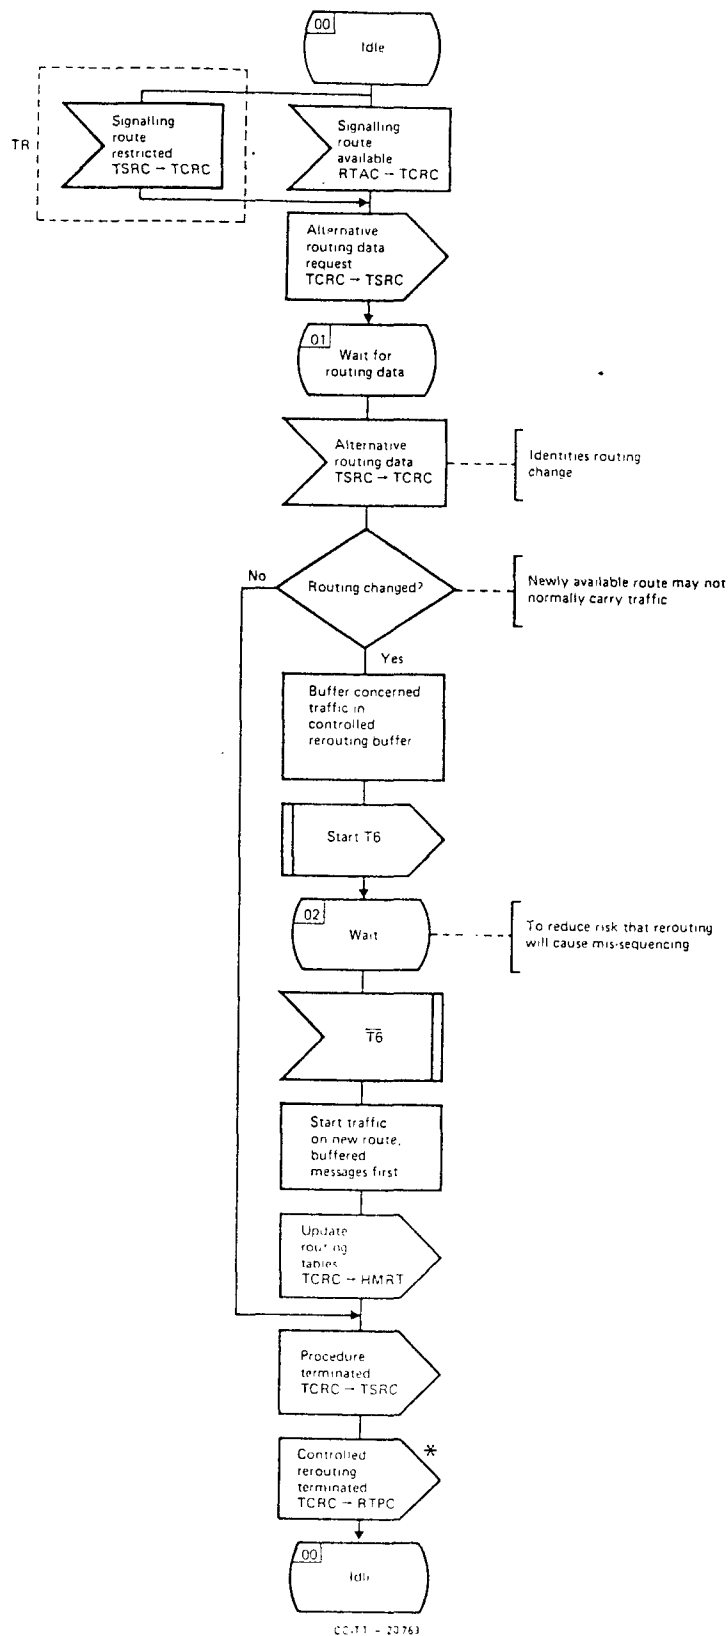 00
Idle
TR
Signalling
route
restricted
TSRC → TCRC
Signalling
route
available
RTAC → TCRC
Alternative
routing data
request
TCRC → TSRC
01
Wait for
routing data
Alternative
routing data
TSRC → TCRC
Identities routing
change
No
Routing changed?
Newly available route may not
normally carry traffic
Yes
Buffer concerned
traffic in
controlled
rerouting buffer
Start T6
02
Wait
To reduce risk that rerouting
will cause mis-sequencing
T6
Start traffic
on new route,
buffered
messages first
Update
routing
tables
TCRC → HMRT
Procedure
terminated
TCRC → TSRC
Controlled
rerouting
terminated
TCRC → RTPC
*
00
Idle